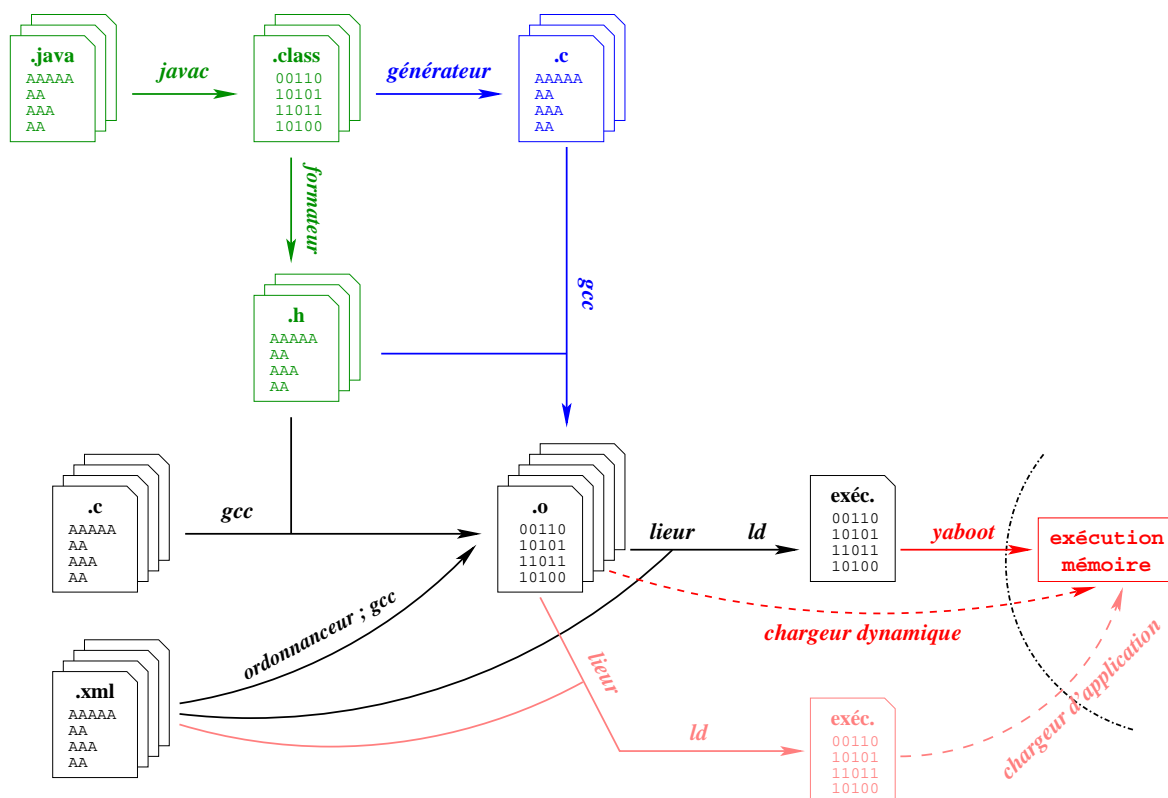 .java
AAAAA
AA
AAA
AA
javac
.class
00110
10101
11011
10100
générateur
.c
AAAAA
AA
AAA
AA
formateur
gcc
.h
AAAAA
AA
AAA
AA
.c
AAAAA
AA
AAA
AA
gcc
.o
00110
10101
11011
10100
lieur
ld
exéc.
00110
10101
11011
10100
yaboot
exécution
mémoire
chargeur dynamique
ordonnanceur ; gcc
.xml
AAAAA
AA
AAA
AA
lieur
ld
exéc.
00110
10101
11011
10100
chargeur d'application